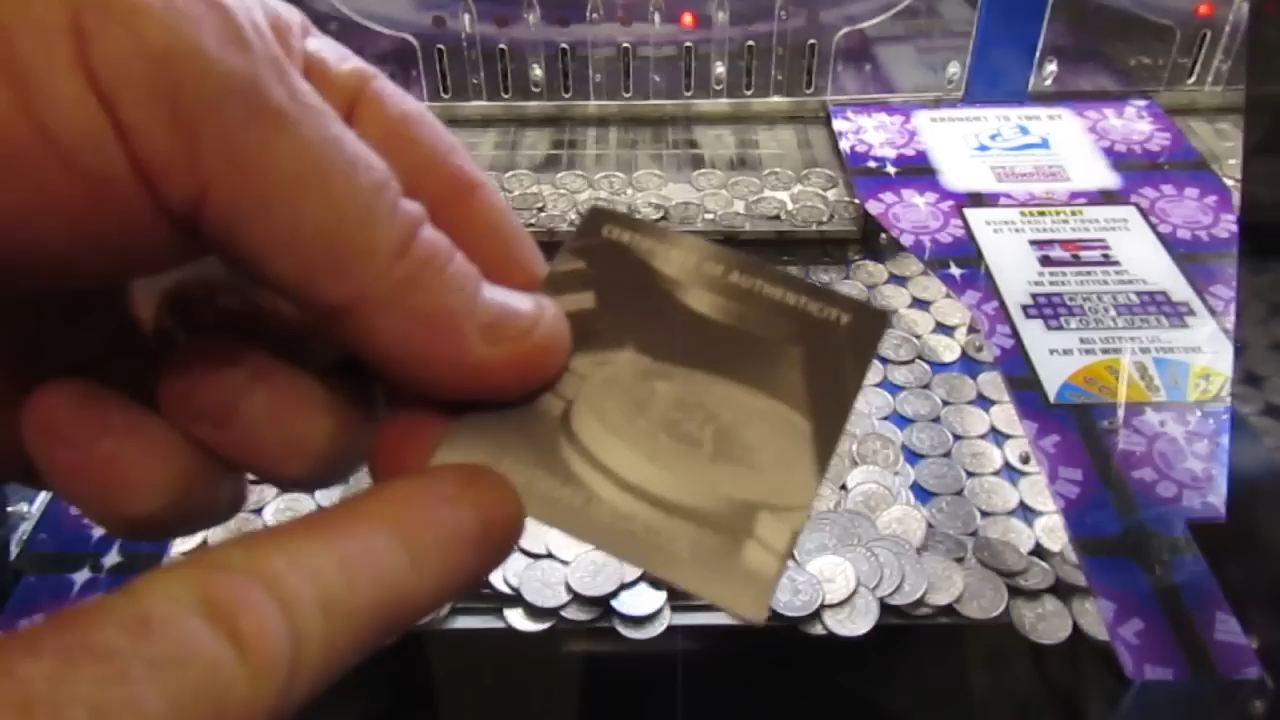 BROUGHT TO YOU BY
ICE
CROMPTONS
GAMEPLAY
USING SKILL AIM YOUR COIN
AT THE TARGET RED LIGHTS
IF RED LIGHT IS HIT...
THE NEXT LETTER LIGHTS...
WHEEL
OF
FORTUNE
ALL LETTERS LIT...
PLAY THE WHEEL OF FORTUNE...
CERTIFICATE OF AUTHENTICITY